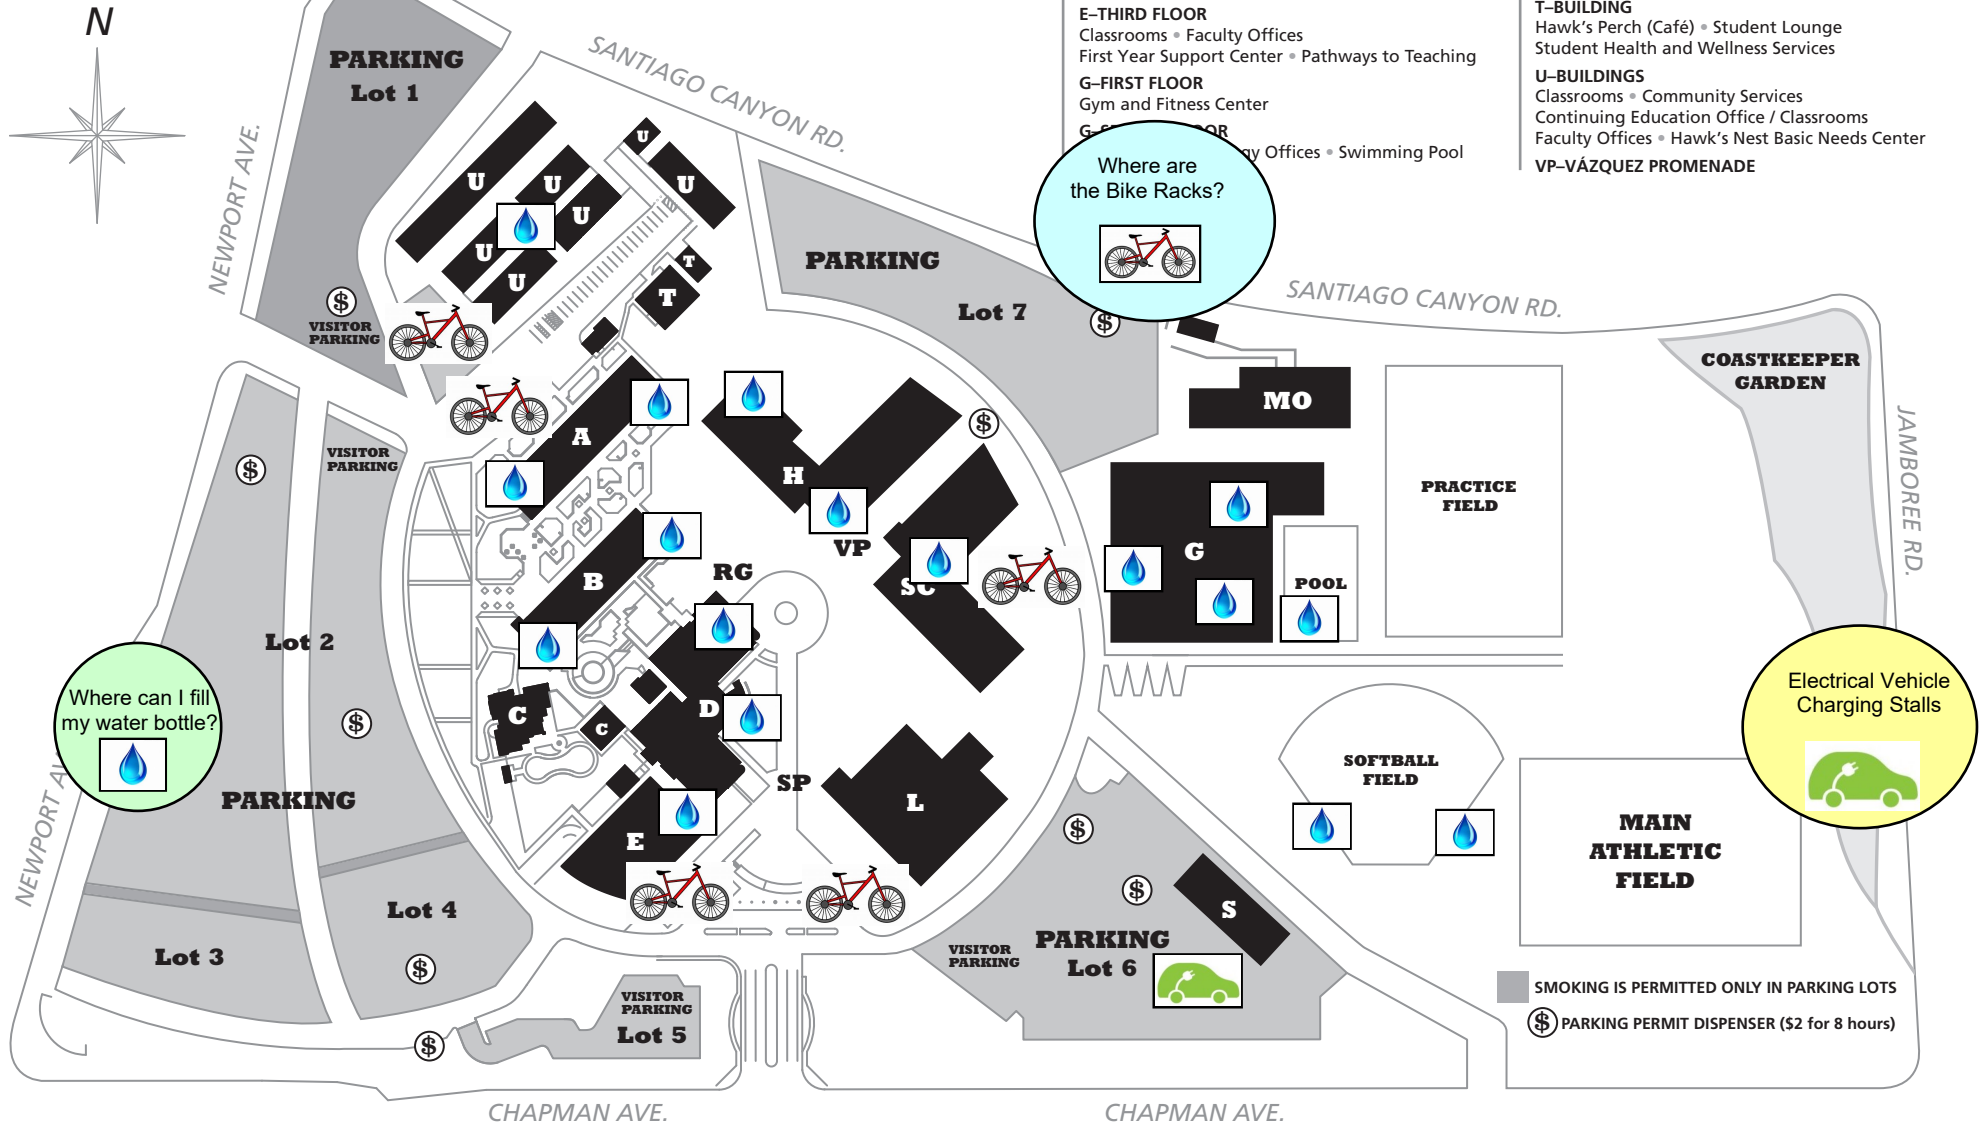 N
E–THIRD FLOOR
Classrooms • Faculty Offices
First Year Support Center • Pathways to Teaching
G–FIRST FLOOR
Gym and Fitness Center
Offices • Swimming Pool
T–BUILDING
Hawk's Perch (Café) • Student Lounge
Student Health and Wellness Services
U–BUILDINGS
Classrooms • Community Services
Continuing Education Office / Classrooms
Faculty Offices • Hawk's Nest Basic Needs Center
VP–VÁZQUEZ PROMENADE
PARKING
Lot 1
SANTIAGO CANYON RD.
NEWPORT AVE.
U
U
U
U
U
U
U
T
T
$
VISITOR
PARKING
PARKING
Lot 7
$
Where are
the Bike Racks?
SANTIAGO CANYON RD.
COASTKEEPER
GARDEN
JAMBOREE RD.
MO
PRACTICE
FIELD
$
VISITOR
PARKING
$
A
H
VP
B
RG
SC
G
POOL
Lot 2
Where can I fill
my water bottle?
$
C
C
D
SP
L
E
PARKING
NEWPORT
Lot 4
Lot 3
$
$
VISITOR
PARKING
Lot 5
$
$
S
VISITOR
PARKING
PARKING
Lot 6
SOFTBALL
FIELD
MAIN
ATHLETIC
FIELD
Electrical Vehicle
Charging Stalls
SMOKING IS PERMITTED ONLY IN PARKING LOTS
$ PARKING PERMIT DISPENSER ($2 for 8 hours)
CHAPMAN AVE.
CHAPMAN AVE.